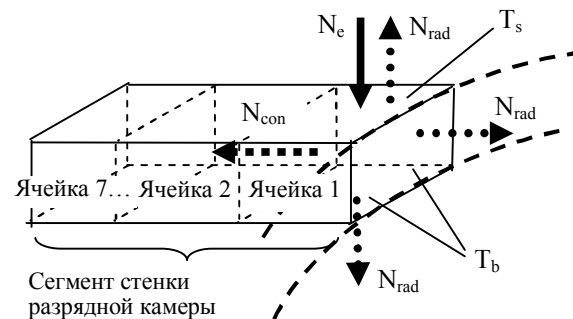 N_e
N_rad
T_s
N_rad
N_con
Ячейка 7… Ячейка 2 Ячейка 1
T_b
N_rad
Сегмент стенки
разрядной камеры